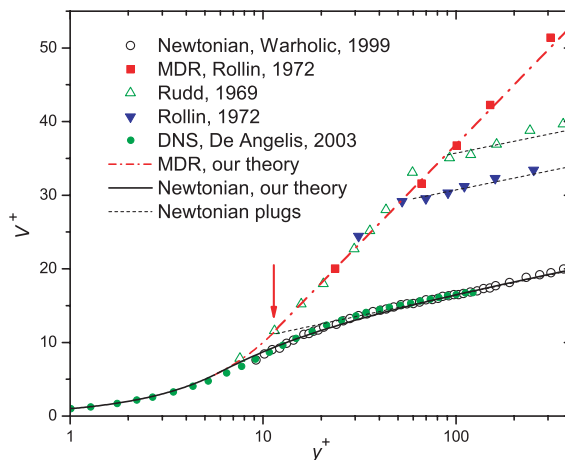 50
40
30
20
10
0
V+
Newtonian, Warholic, 1999
MDR, Rollin, 1972
Rudd, 1969
Rollin, 1972
DNS, De Angelis, 2003
MDR, our theory
Newtonian, our theory
Newtonian plugs
1
10
100
y+